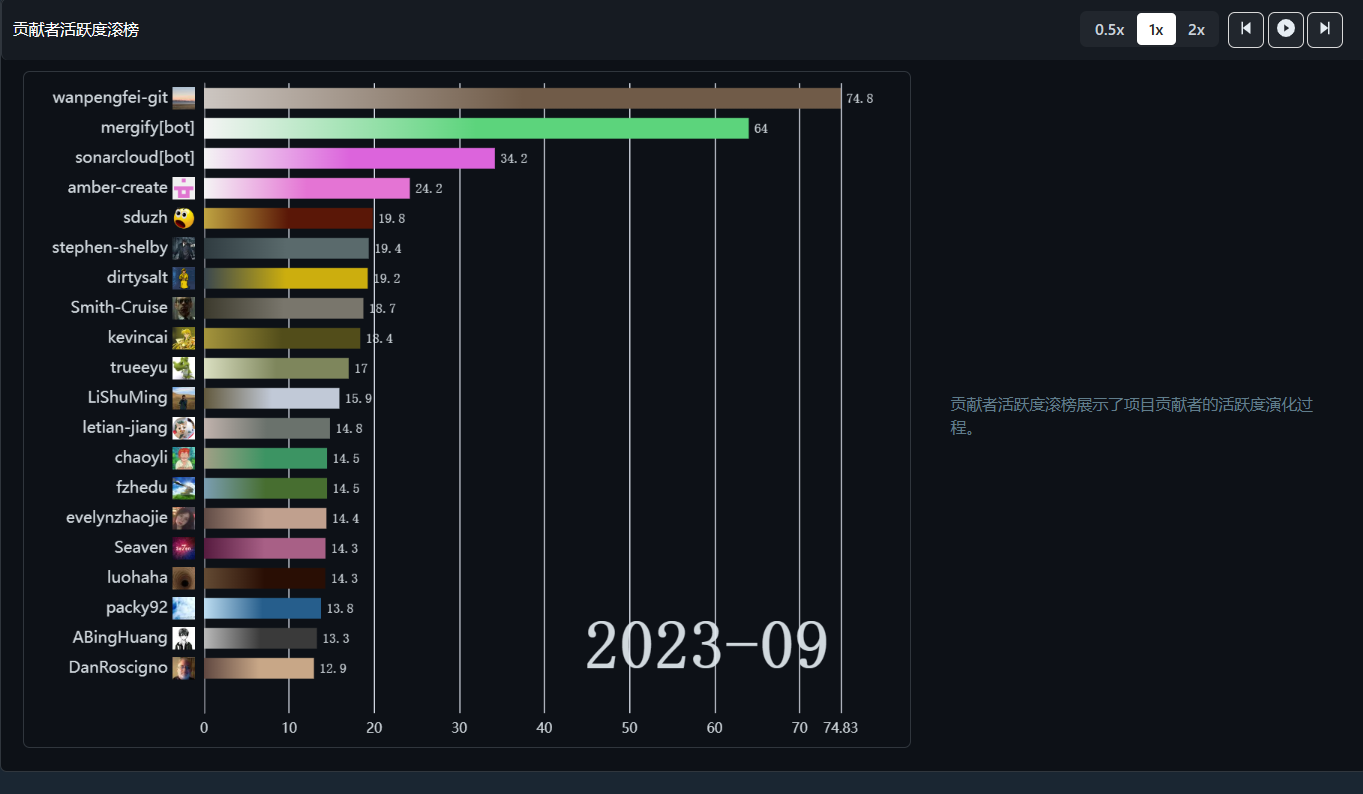 贡献者活跃度滚榜
0.5x 1x 2x
wanpengfei-git 74.8
mergify[bot] 64
sonarcloud[bot] 34.2
amber-create 24.2
sduzh 19.8
stephen-shelby 19.4
dirtysalt 19.2
Smith-Cruise 18.7
kevincai 18.4
trueeyu 17
LiShuMing 15.9
letian-jiang 14.8
chaoyli 14.5
fzhedu 14.5
evelynzhaojie 14.4
Seaven 14.3
luohaha 14.3
packy92 13.8
ABingHuang 13.3
DanRoscigno 12.9
2023-09
0 10 20 30 40 50 60 70 74.83
贡献者活跃度滚榜展示了项目贡献者的活跃度演化过
程。